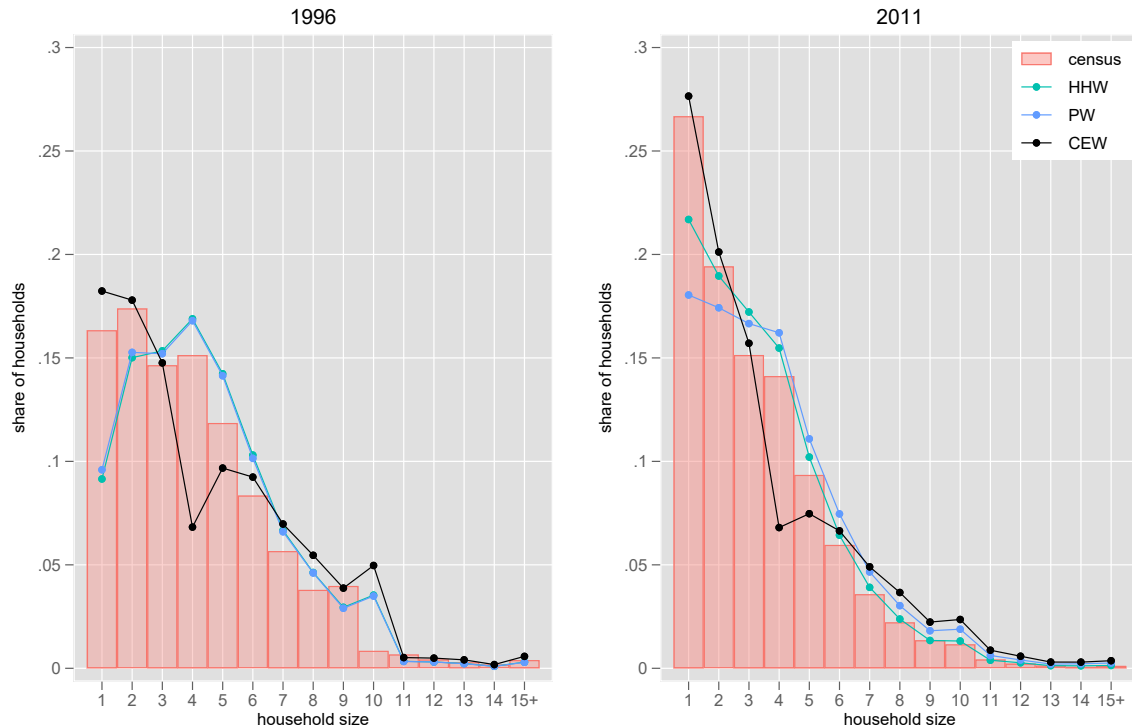 1996
.3
.25
.2
.15
.1
.05
0
share of households
1 2 3 4 5 6 7 8 9 10 11 12 13 14 15+
household size
2011
.3
.25
.2
.15
.1
.05
0
share of households
1 2 3 4 5 6 7 8 9 10 11 12 13 14 15+
household size
census
HHW
PW
CEW